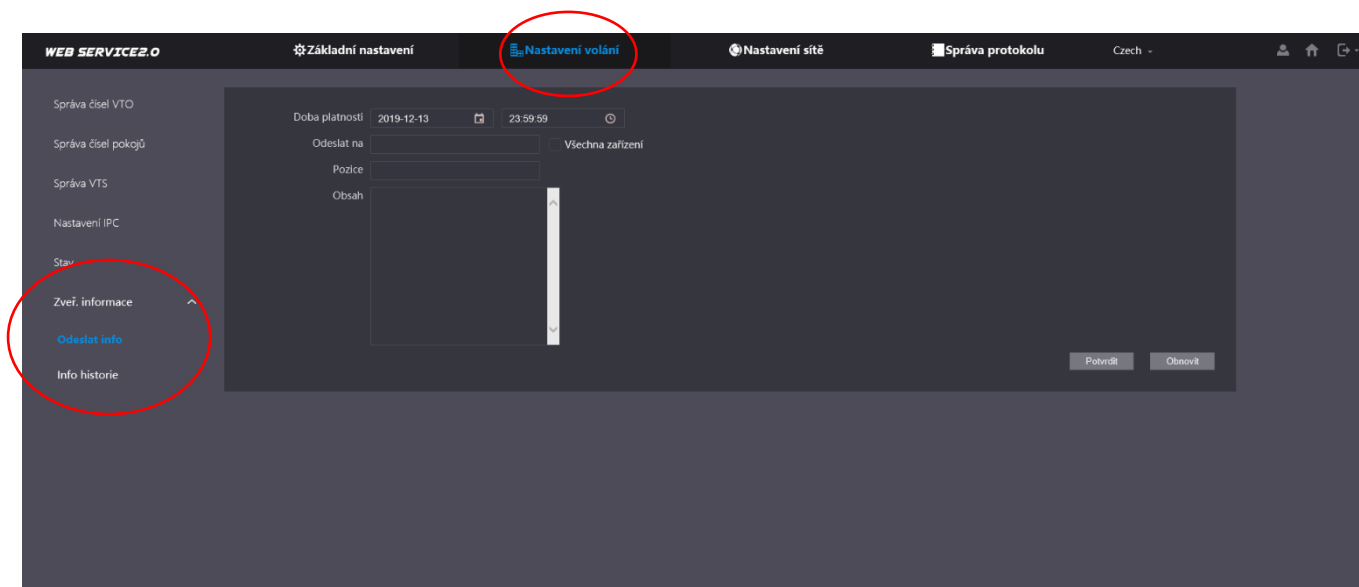 WEB SERVICE2.0
Základní nastavení
Nastavení volání
Nastavení sítě
Správa protokolu
Czech
Správa čísel VTO
Správa čísel pokojů
Správa VTS
Nastavení IPC
Stav
Zveř. informace
Odeslat info
Info historie
Doba platnosti 2019-12-13 23:59:59
Odeslat na Všechna zařízení
Pozice
Obsah
Potvrdit Obnovit